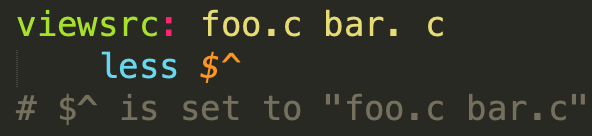 viewsrc: foo.c bar. c
less $^
# $^ is set to "foo.c bar.c"